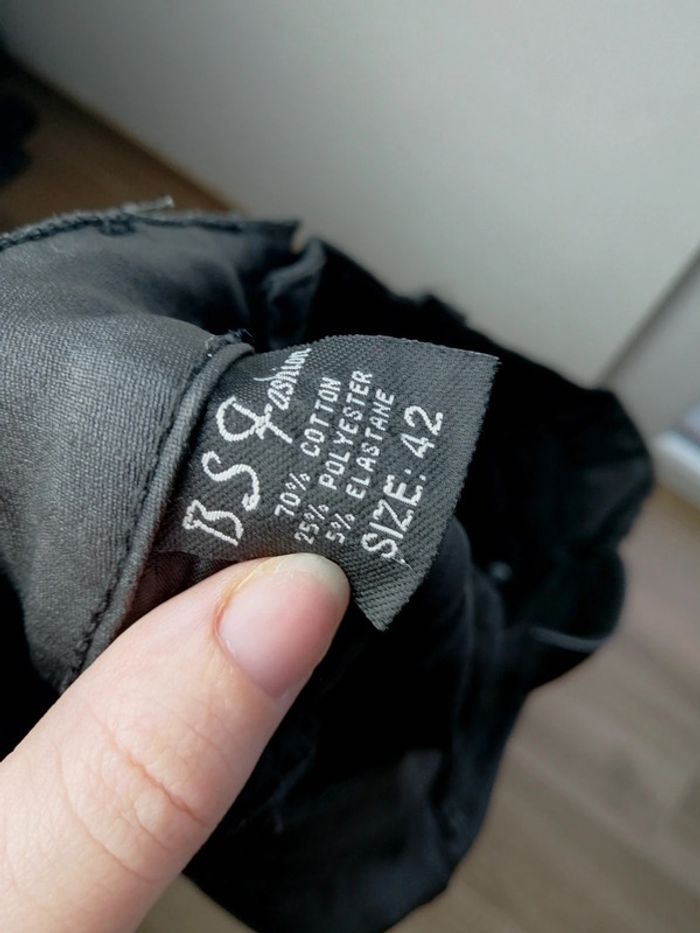 BS Fashion
70% COTTON
25% POLYESTER
5% ELASTANE
SIZE: 42